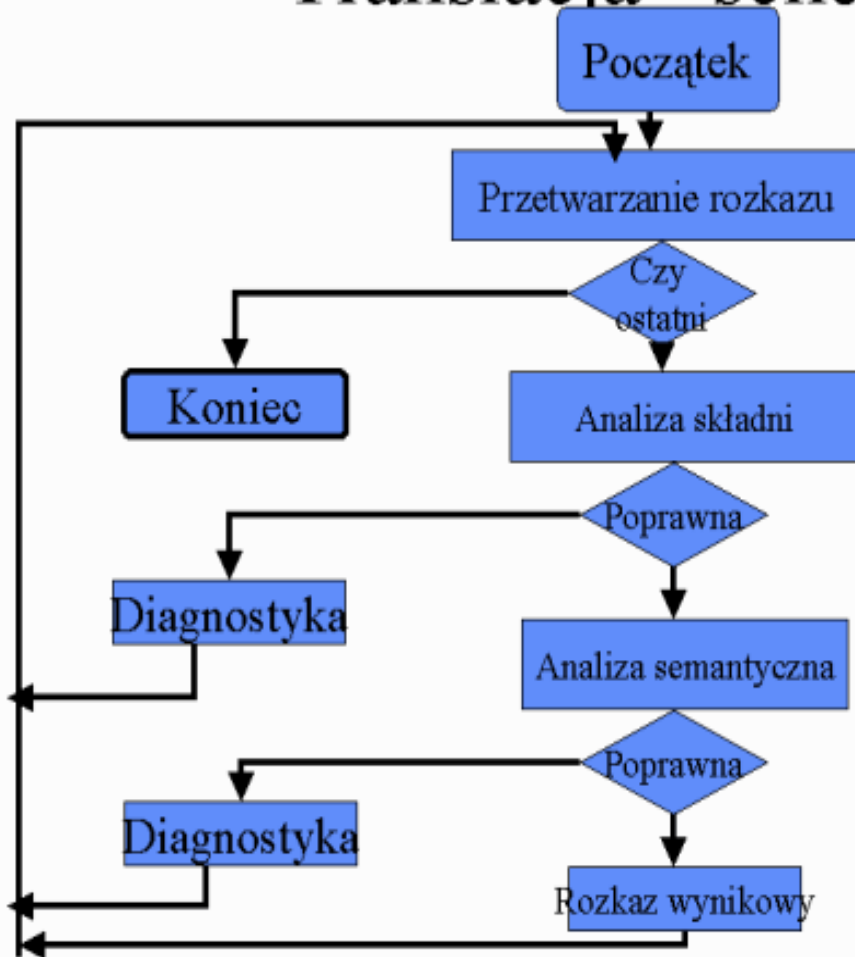 Początek
Przetwarzanie rozkazu
Czy
ostatni
Koniec
Analiza składni
Poprawna
Diagnostyka
Analiza semantyczna
Poprawna
Diagnostyka
Rozkaz wynikowy